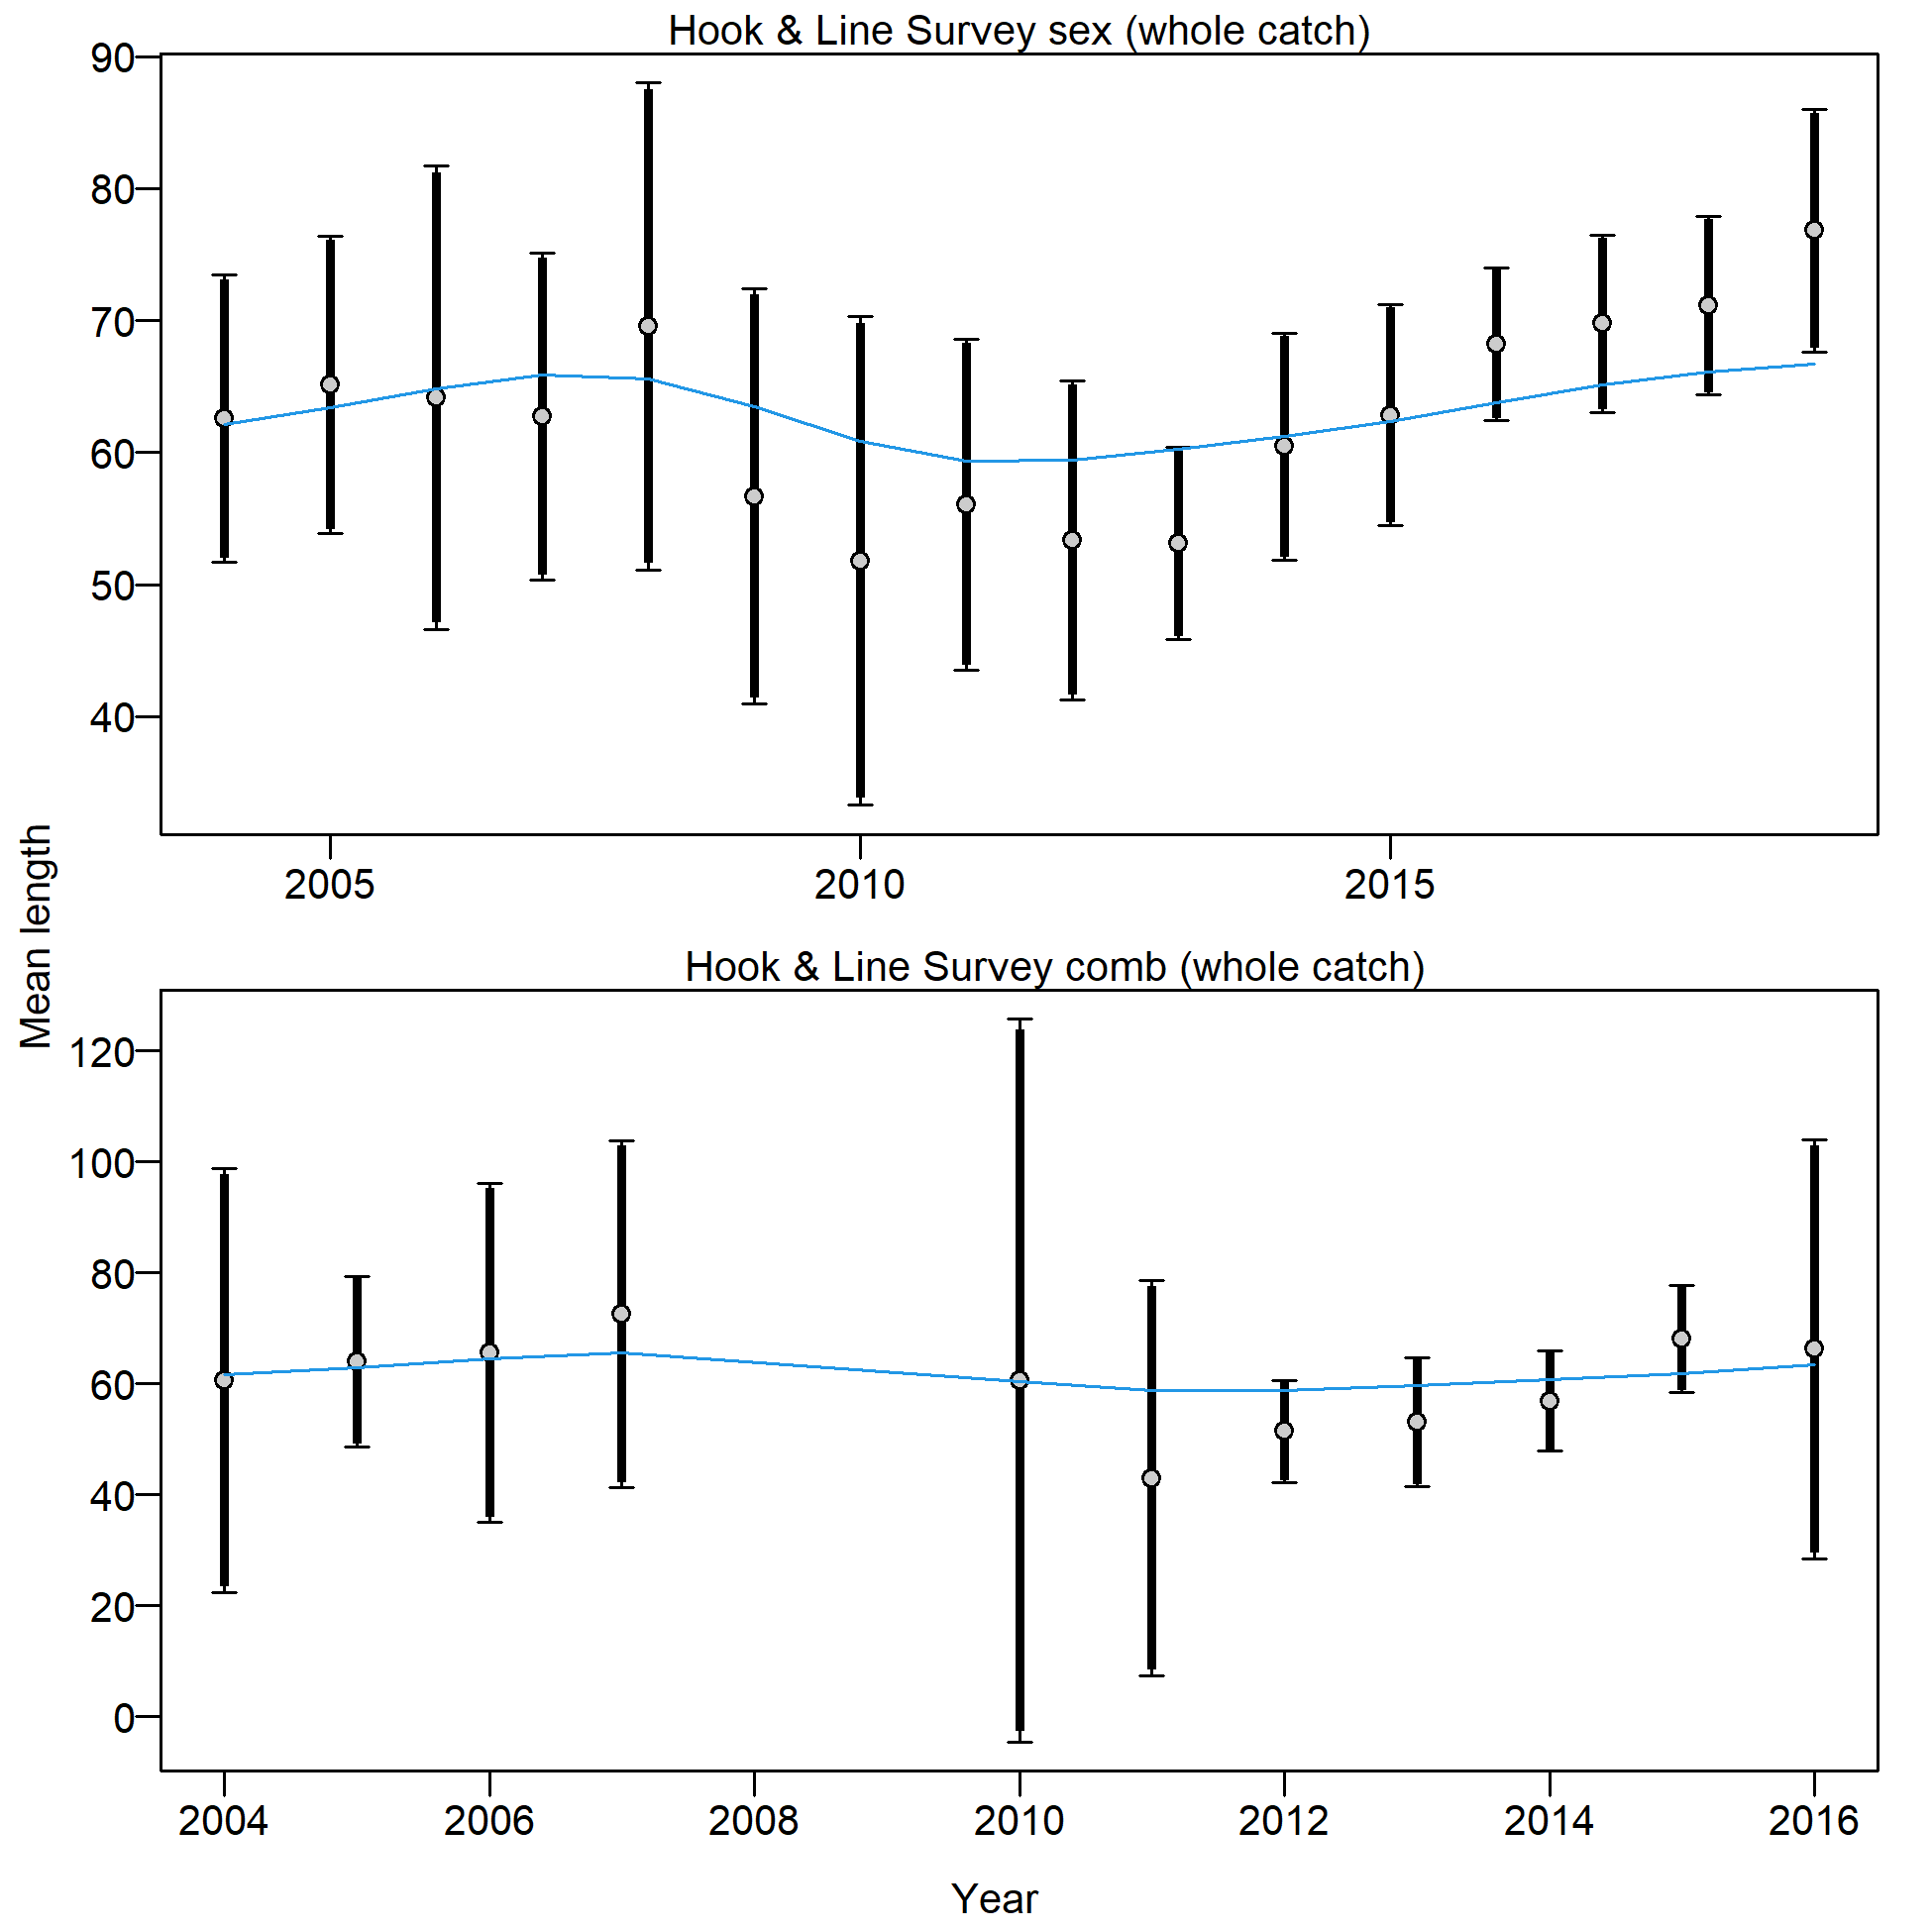 Hook & Line Survey sex (whole catch)
90
80
70
60
50
40
2005 2010 2015
Mean length
Hook & Line Survey comb (whole catch)
120
100
80
60
40
20
0
2004 2006 2008 2010 2012 2014 2016
Year